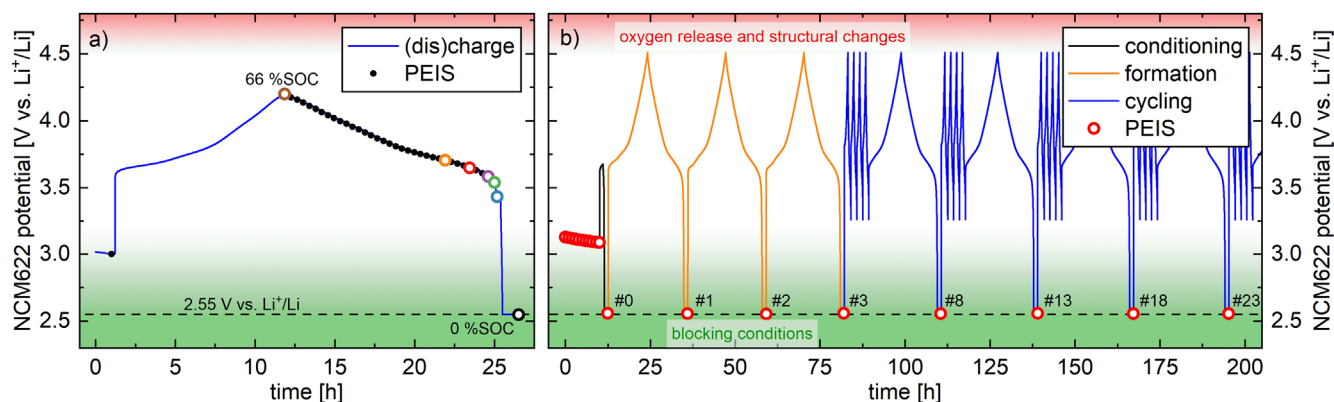 a)
(dis)charge
PEIS
66 %SOC
2.55 V vs. Li⁺/Li
0 %SOC
NCM622 potential [V vs. Li⁺/Li]
4.5
4.0
3.5
3.0
2.5
0 5 10 15 20 25
time [h]
b)
oxygen release and structural changes
conditioning
formation
cycling
PEIS
#0 #1 #2 #3 #8 #13 #18 #23
blocking conditions
0 25 50 75 100 125 150 175 200
time [h]
4.5
4.0
3.5
3.0
2.5
NCM622 potential [V vs. Li⁺/Li]